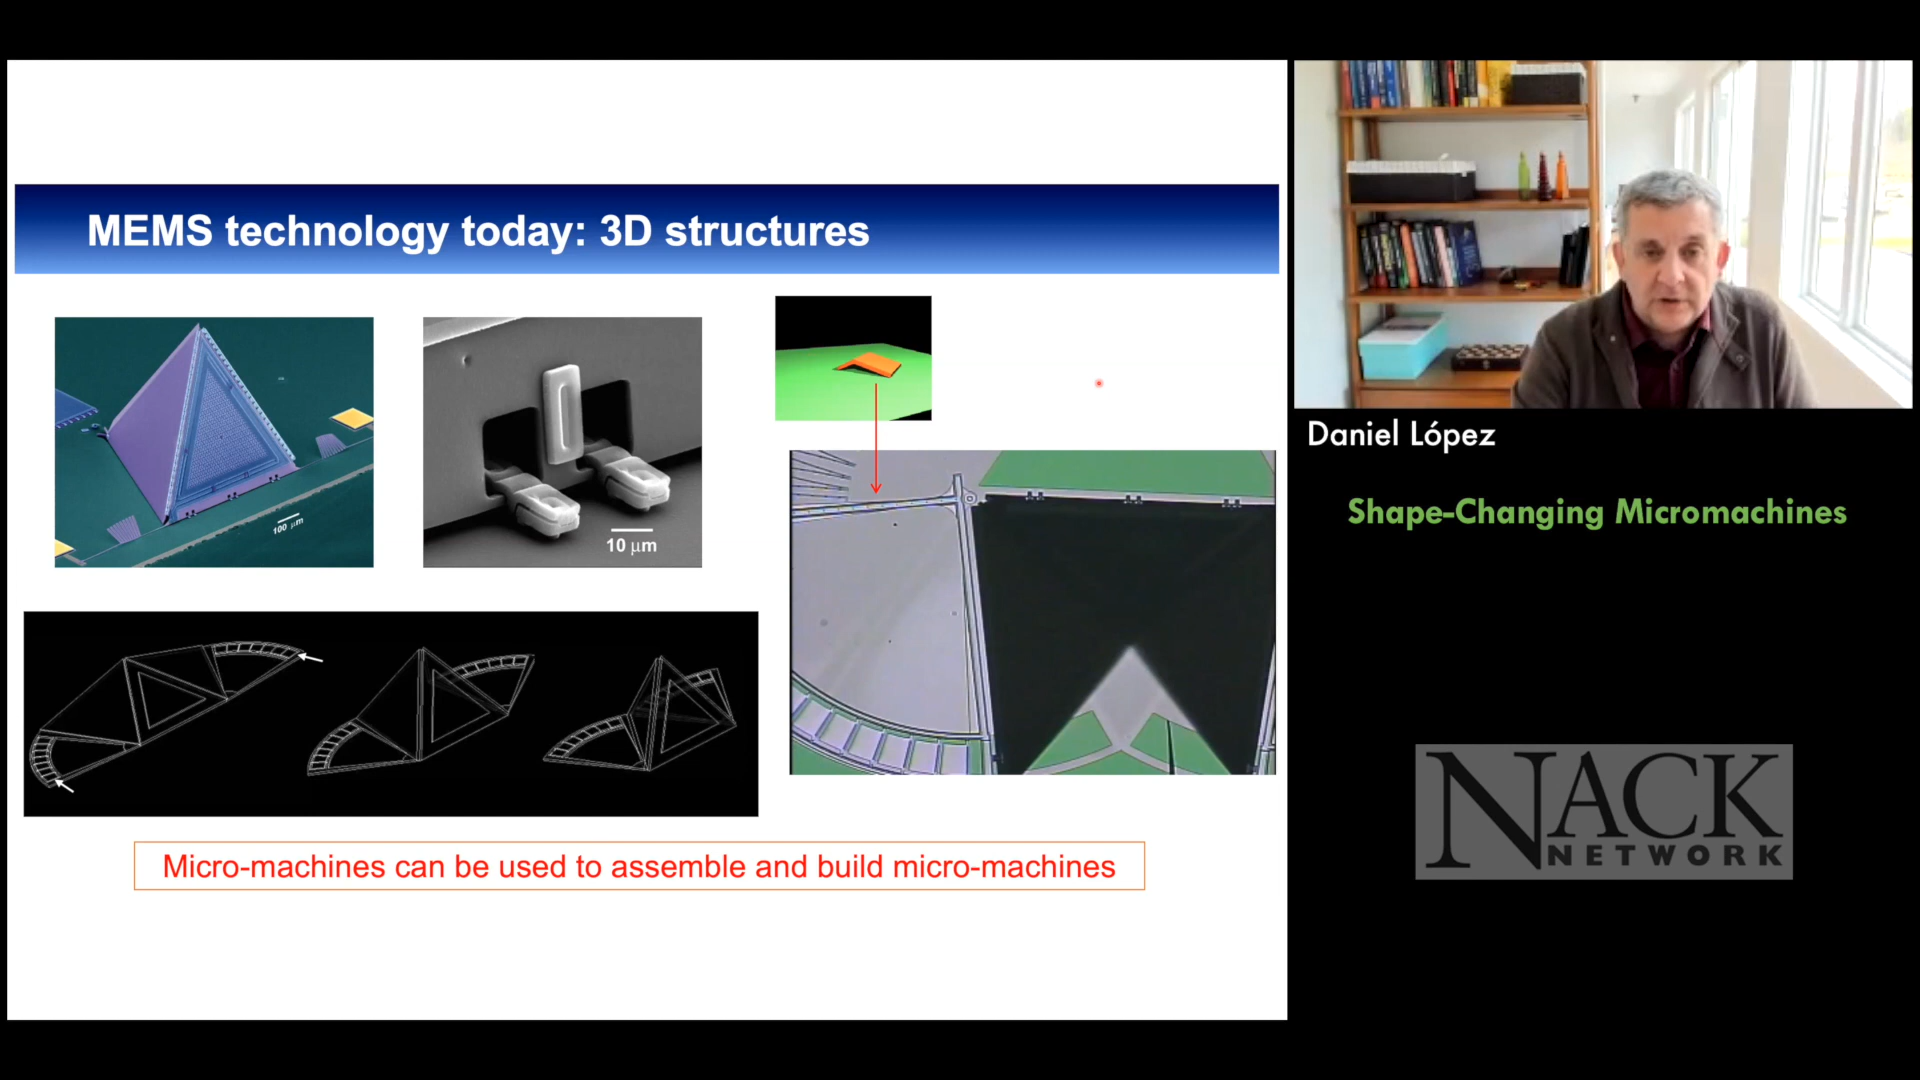 MEMS technology today: 3D structures
100 μm
10 μm
Micro-machines can be used to assemble and build micro-machines
Daniel López
Shape-Changing Micromachines
NACK
NETWORK